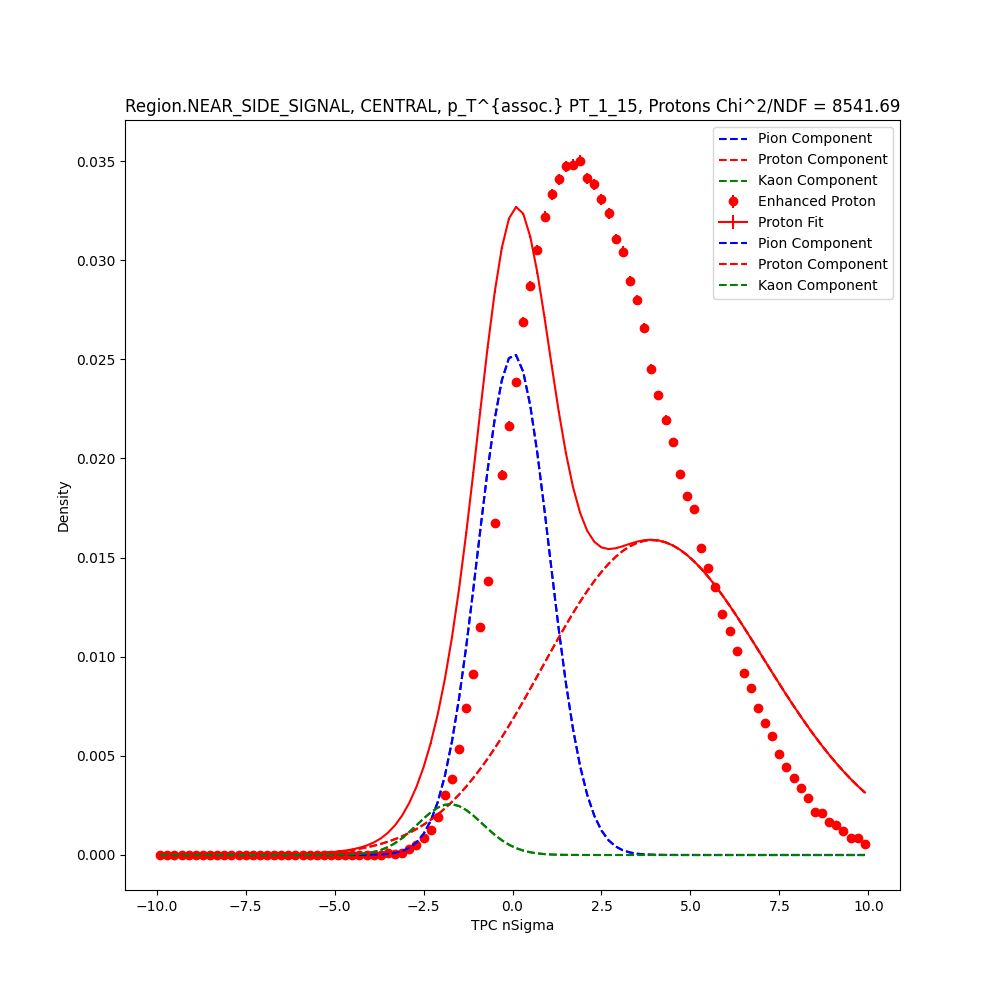 Region.NEAR_SIDE_SIGNAL, CENTRAL, p_T^{assoc.} PT_1_15, Protons Chi^2/NDF = 8541.69
Pion Component
Proton Component
Kaon Component
Enhanced Proton
Proton Fit
Pion Component
Proton Component
Kaon Component
0.035
0.030
0.025
0.020
0.015
0.010
0.005
0.000
Density
−10.0 −7.5 −5.0 −2.5 0.0 2.5 5.0 7.5 10.0
TPC nSigma